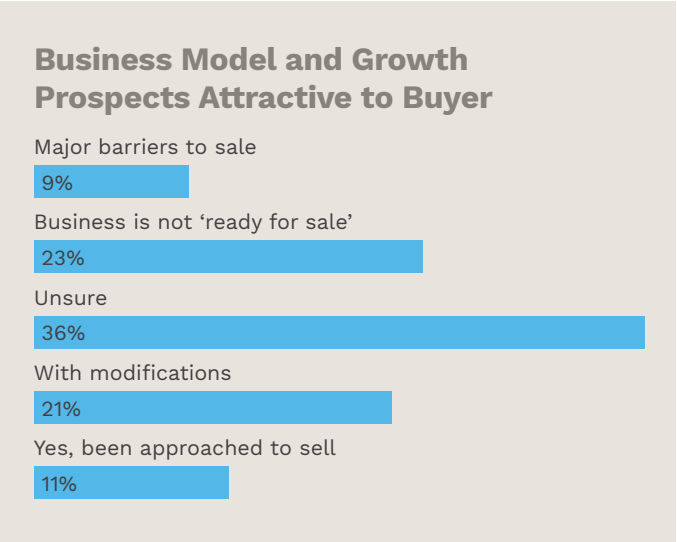 Business Model and Growth
Prospects Attractive to Buyer
Major barriers to sale
9%
Business is not ‘ready for sale’
23%
Unsure
36%
With modifications
21%
Yes, been approached to sell
11%